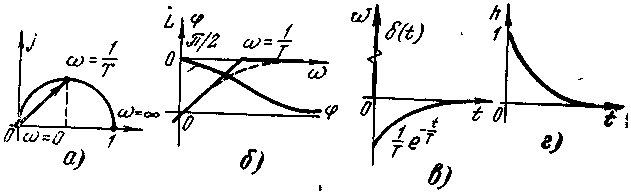 j
ω = 1/T
ω=∞
0
ω=0
1
а)
L
φ
π/2
ω = 1/T
0
ω
0
φ
б)
w
δ(t)
0
t
1/T e^{-t/T}
в)
h
1
0
t
г)